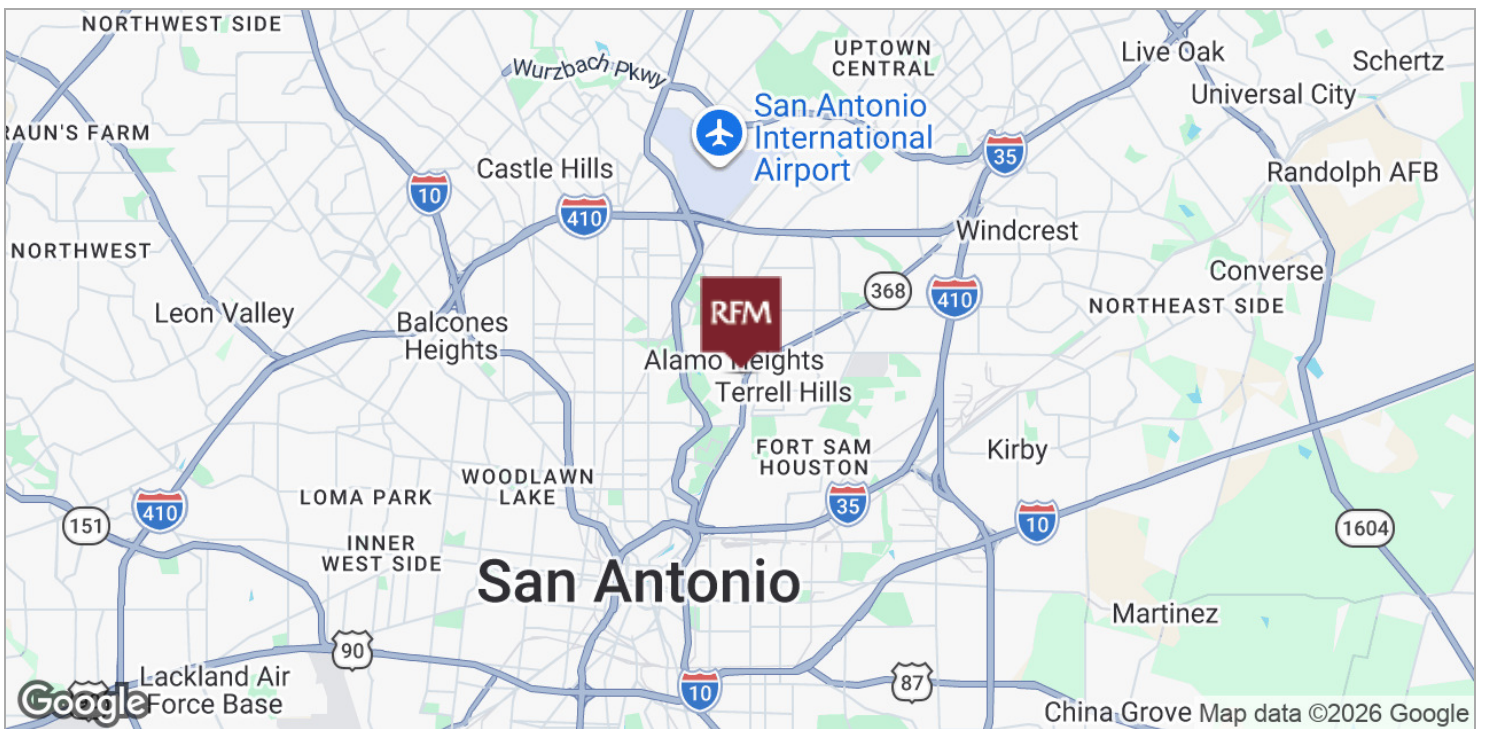 NORTHWEST SIDE
Wurzbach Pkwy
UPTOWN
CENTRAL
Live Oak
Schertz
Universal City
San Antonio
International
Airport
RAUN'S FARM
Castle Hills
35
Randolph AFB
10
410
Windcrest
NORTHWEST
Converse
368
410
NORTHEAST SIDE
Leon Valley
RFM
Balcones
Heights
Alamo Heights
Terrell Hills
FORT SAM
HOUSTON
Kirby
WOODLAWN
LAKE
LOMA PARK
410
151
35
10
1604
INNER
WEST SIDE
San Antonio
Martinez
90
Lackland Air
Force Base
10
87
Google
China Grove
Map data ©2026 Google